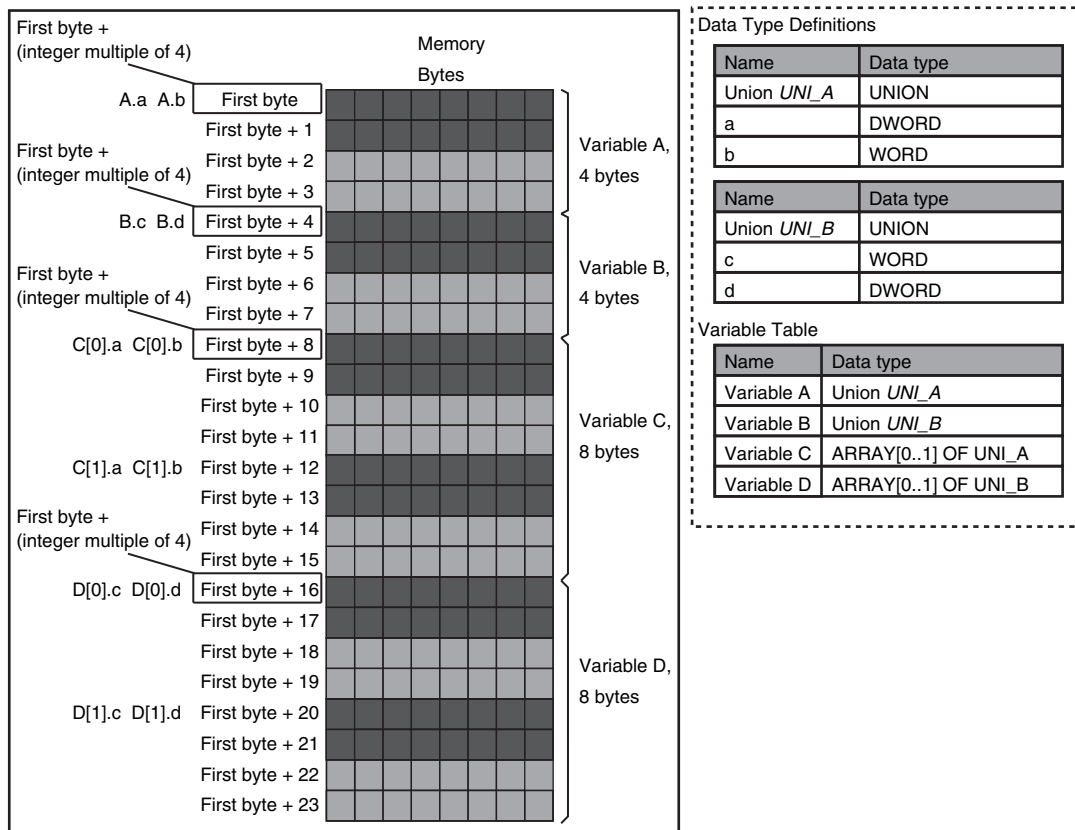 First byte +
(integer multiple of 4)
Memory
Bytes
A.a A.b First byte
First byte + 1
First byte +
(integer multiple of 4)
First byte + 2
First byte + 3
Variable A,
4 bytes
B.c B.d First byte + 4
First byte + 5
First byte +
(integer multiple of 4)
First byte + 6
First byte + 7
Variable B,
4 bytes
C[0].a C[0].b First byte + 8
First byte + 9
First byte + 10
First byte + 11
Variable C,
8 bytes
C[1].a C[1].b First byte + 12
First byte + 13
First byte +
(integer multiple of 4)
First byte + 14
First byte + 15
D[0].c D[0].d First byte + 16
First byte + 17
First byte + 18
First byte + 19
Variable D,
8 bytes
D[1].c D[1].d First byte + 20
First byte + 21
First byte + 22
First byte + 23
Data Type Definitions
Name Data type
Union UNI_A UNION
a DWORD
b WORD
Name Data type
Union UNI_B UNION
c WORD
d DWORD
Variable Table
Name Data type
Variable A Union UNI_A
Variable B Union UNI_B
Variable C ARRAY[0..1] OF UNI_A
Variable D ARRAY[0..1] OF UNI_B